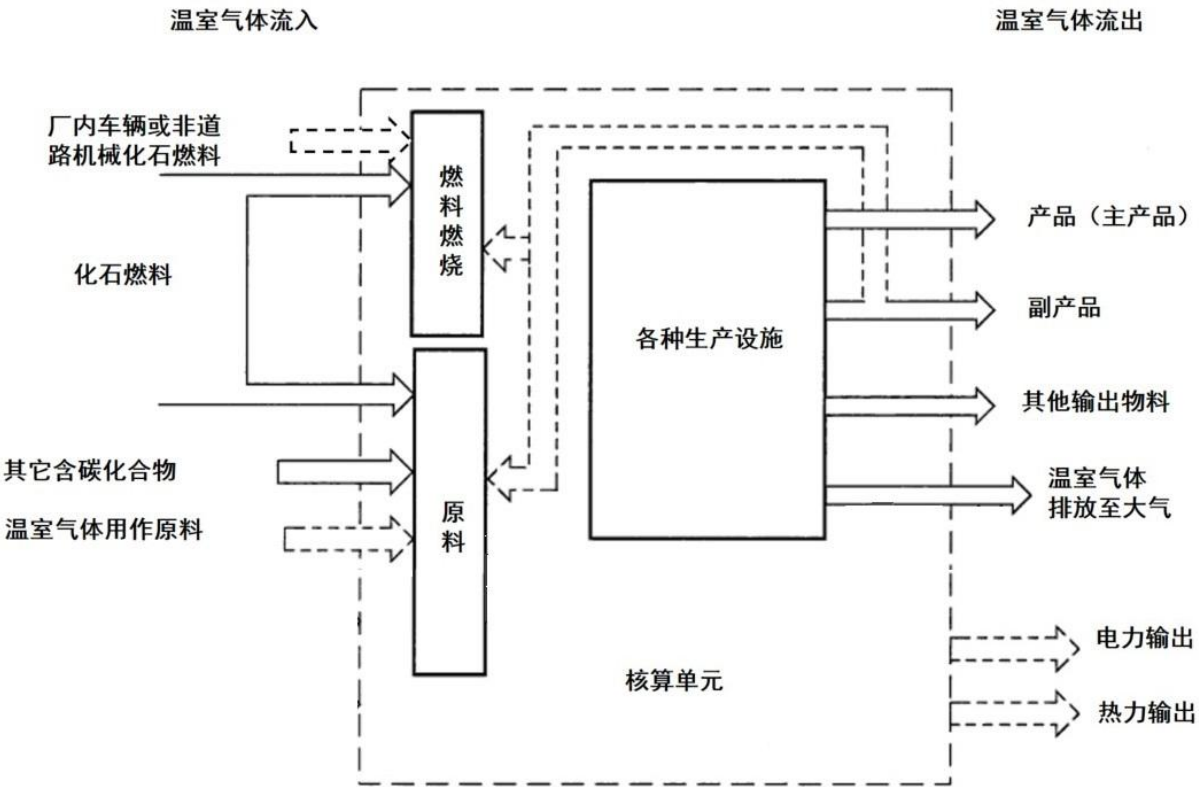 温室气体流入
温室气体流出
厂内车辆或非道
路机械化石燃料
化石燃料
其它含碳化合物
温室气体用作原料
燃
料
燃
烧
原
料
各种生产设施
核算单元
产品（主产品）
副产品
其他输出物料
温室气体
排放至大气
电力输出
热力输出